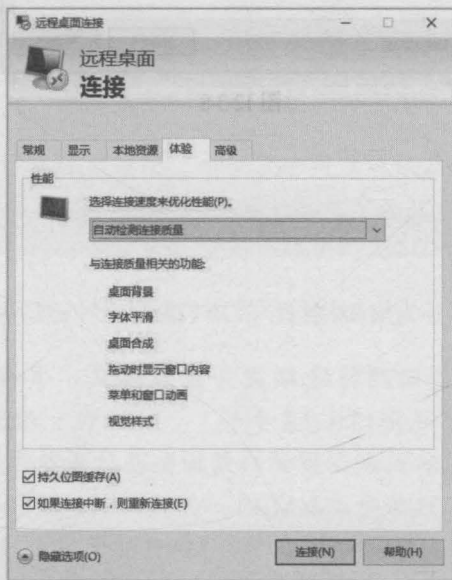 远程桌面连接
远程桌面
连接
常规 显示 本地资源 体验 高级
性能
选择连接速度来优化性能(P)。
自动检测连接质量
与连接质量相关的功能:
桌面背景
字体平滑
桌面合成
拖动时显示窗口内容
菜单和窗口动画
视觉样式
持久位图缓存(A)
如果连接中断，则重新连接(E)
隐藏选项(O) 连接(N) 帮助(H)